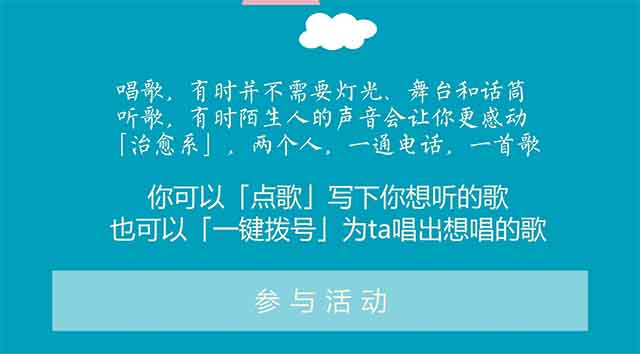 唱歌，有时并不需要灯光、舞台和话筒
听歌，有时陌生人的声音会让你更感动
「治愈系」，两个人，一通电话，一首歌
你可以「点歌」写下你想听的歌
也可以「一键拨号」为ta唱出想唱的歌
参与活动